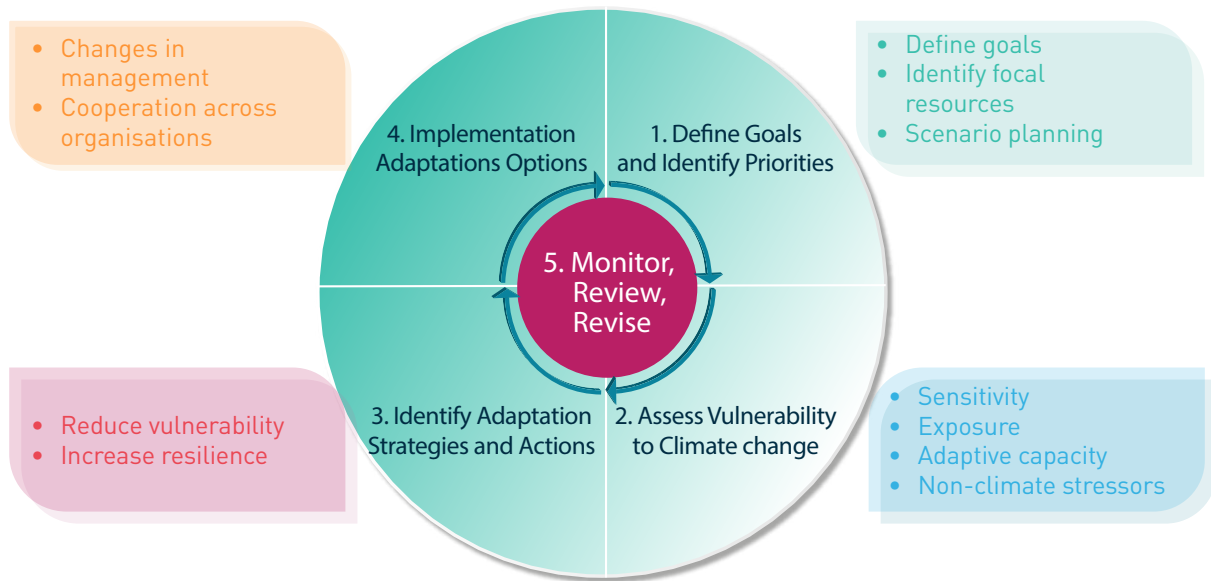 • Changes in
management
• Cooperation across
organisations
• Define goals
• Identify focal
resources
• Scenario planning
4. Implementation
Adaptations Options
1. Define Goals
and Identify Priorities
5. Monitor,
Review,
Revise
3. Identify Adaptation
Strategies and Actions
2. Assess Vulnerability
to Climate change
• Reduce vulnerability
• Increase resilience
• Sensitivity
• Exposure
• Adaptive capacity
• Non-climate stressors